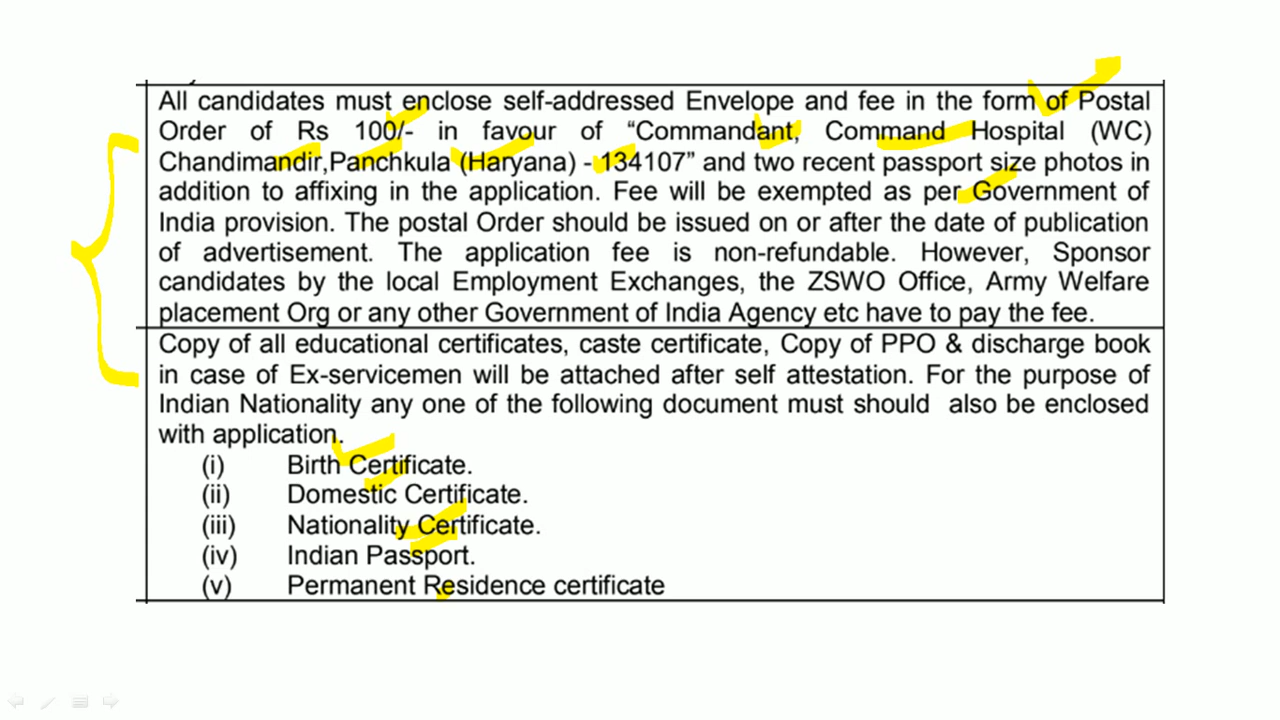 All candidates must enclose self-addressed Envelope and fee in the form of Postal
Order of Rs 100/- in favour of “Commandant, Command Hospital (WC)
Chandimandir,Panchkula (Haryana) - 134107” and two recent passport size photos in
addition to affixing in the application. Fee will be exempted as per Government of
India provision. The postal Order should be issued on or after the date of publication
of advertisement. The application fee is non-refundable. However, Sponsor
candidates by the local Employment Exchanges, the ZSWO Office, Army Welfare
placement Org or any other Government of India Agency etc have to pay the fee.
Copy of all educational certificates, caste certificate, Copy of PPO & discharge book
in case of Ex-servicemen will be attached after self attestation. For the purpose of
Indian Nationality any one of the following document must should also be enclosed
with application.
(i) Birth Certificate.
(ii) Domestic Certificate.
(iii) Nationality Certificate.
(iv) Indian Passport.
(v) Permanent Residence certificate